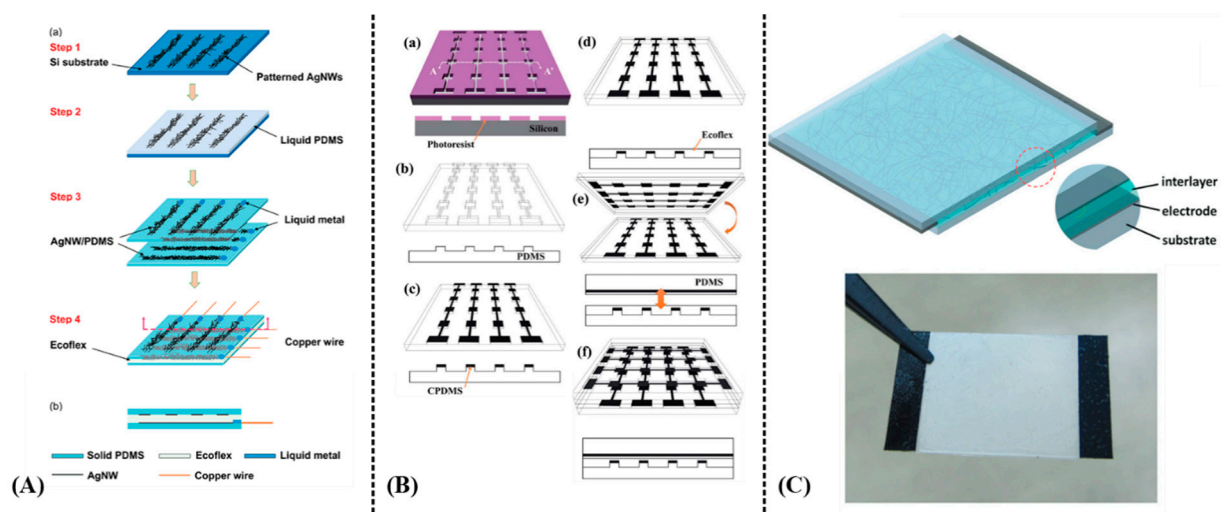 (a)
Step 1
Si substrate
Patterned AgNWs
Step 2
Liquid PDMS
Step 3
Liquid metal
AgNW/PDMS
Step 4
Ecoflex
Copper wire
(b)
Solid PDMS
Ecoflex
Liquid metal
AgNW
Copper wire
(A)
(a)
A
A'
Silicon
Photoresist
(b)
PDMS
(c)
CPDMS
(d)
Ecoflex
(e)
PDMS
(f)
(B)
interlayer
electrode
substrate
(C)